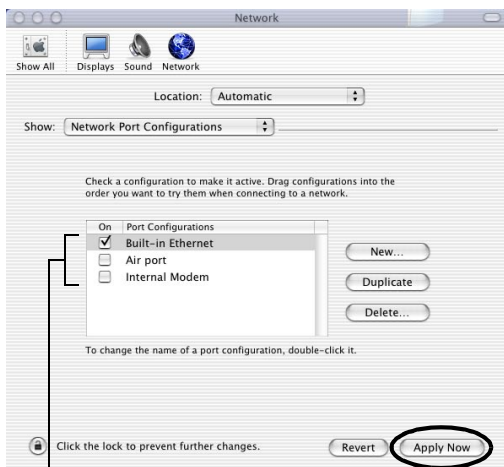 Network
Show All Displays Sound Network
Location: Automatic
Show: Network Port Configurations
Check a configuration to make it active. Drag configurations into the
order you want to try them when connecting to a network.
On Port Configurations
Built-in Ethernet
Air port
Internal Modem
New...
Duplicate
Delete...
To change the name of a port configuration, double-click it.
Click the lock to prevent further changes.
Revert Apply Now